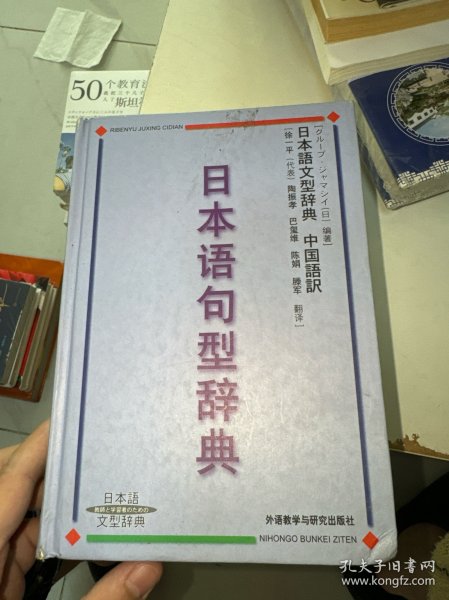 50个教育法
斯坦福
RIBENYU JUXING CIDIAN
[グループ・ジャマシイ(日) 编著]
日本語文型辞典 中国語訳
[徐一平(代表) 陶振孝 巴玺维 陈娟 滕军 翻译]
日本语句型辞典
日本語
教師と学習者のための
文型辞典
外语教学与研究出版社
NIHONGO BUNKEI ZITEN
孔夫子旧书网
www.kongfz.com